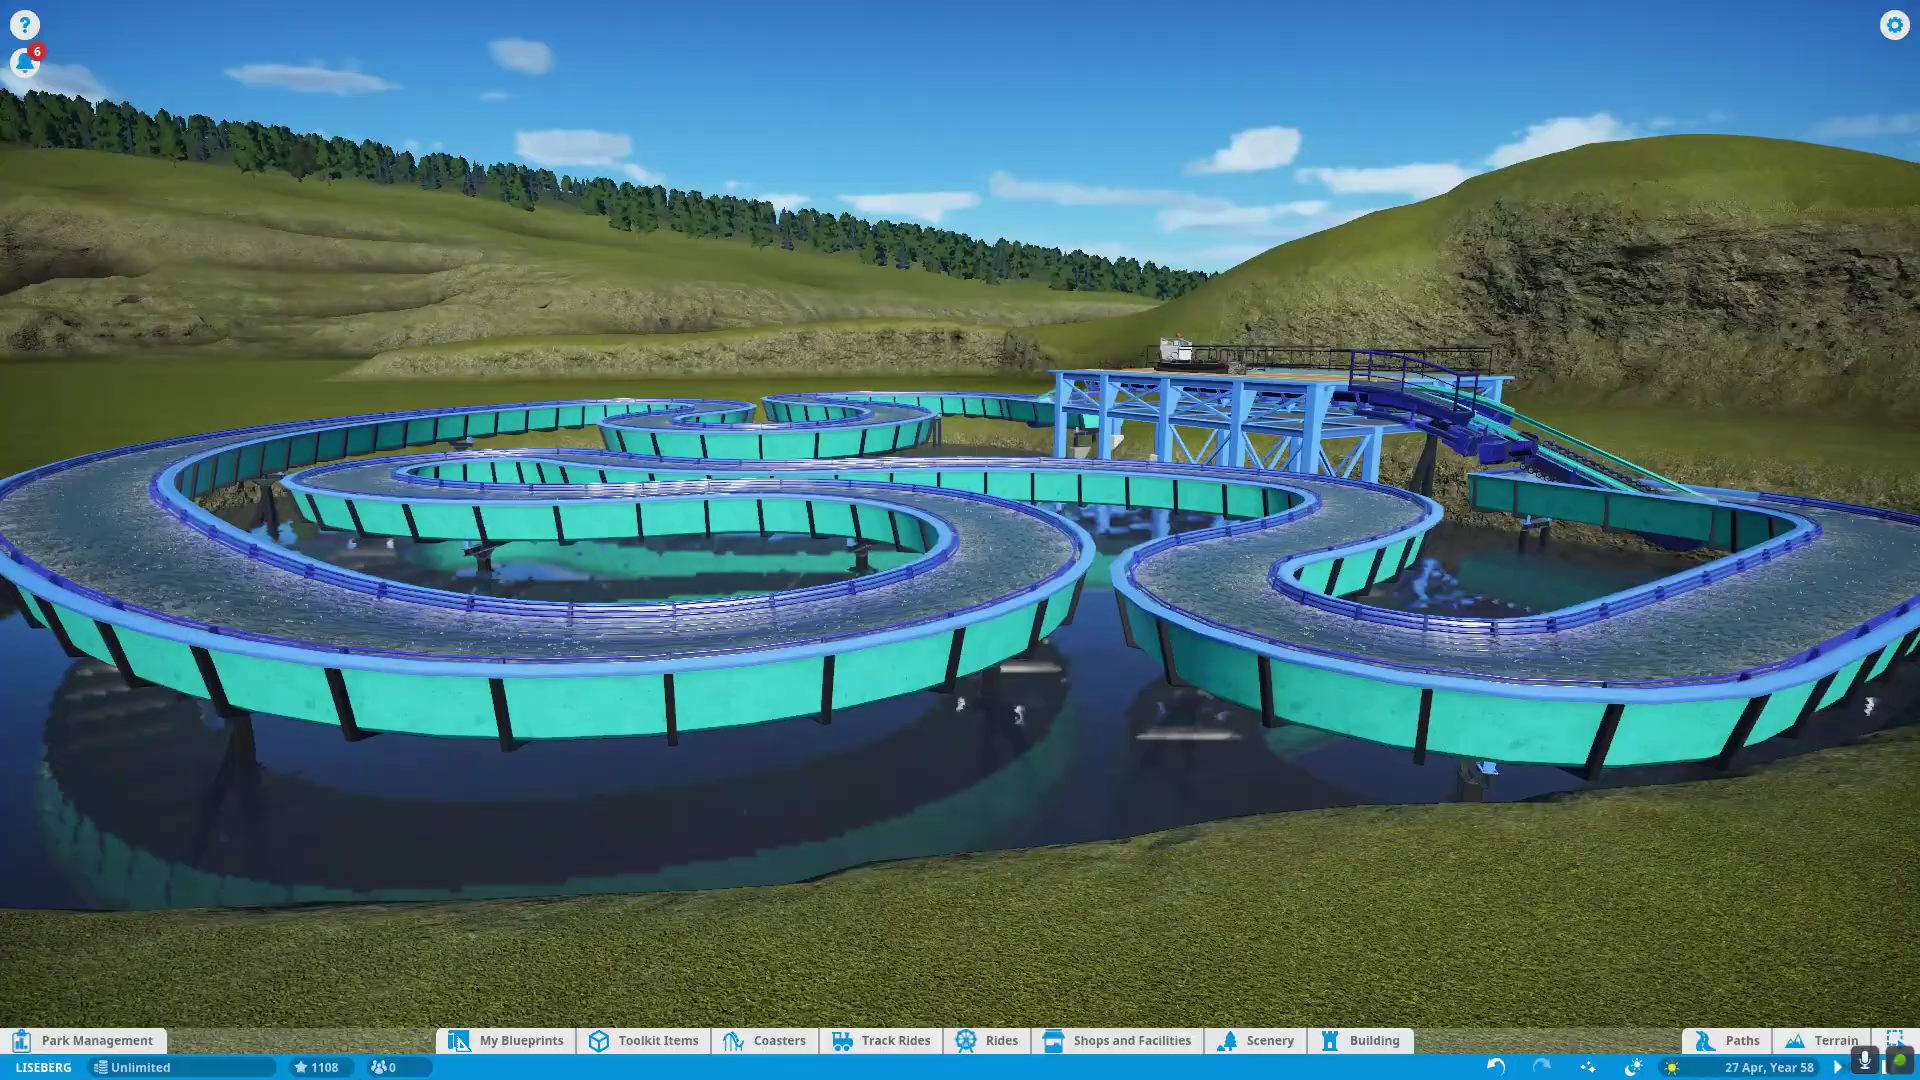 ?
6
Park Management
My Blueprints
Toolkit Items
Coasters
Track Rides
Rides
Shops and Facilities
Scenery
Building
Paths
Terrain
LISEBERG
Unlimited
1108
0
27 Apr, Year 58